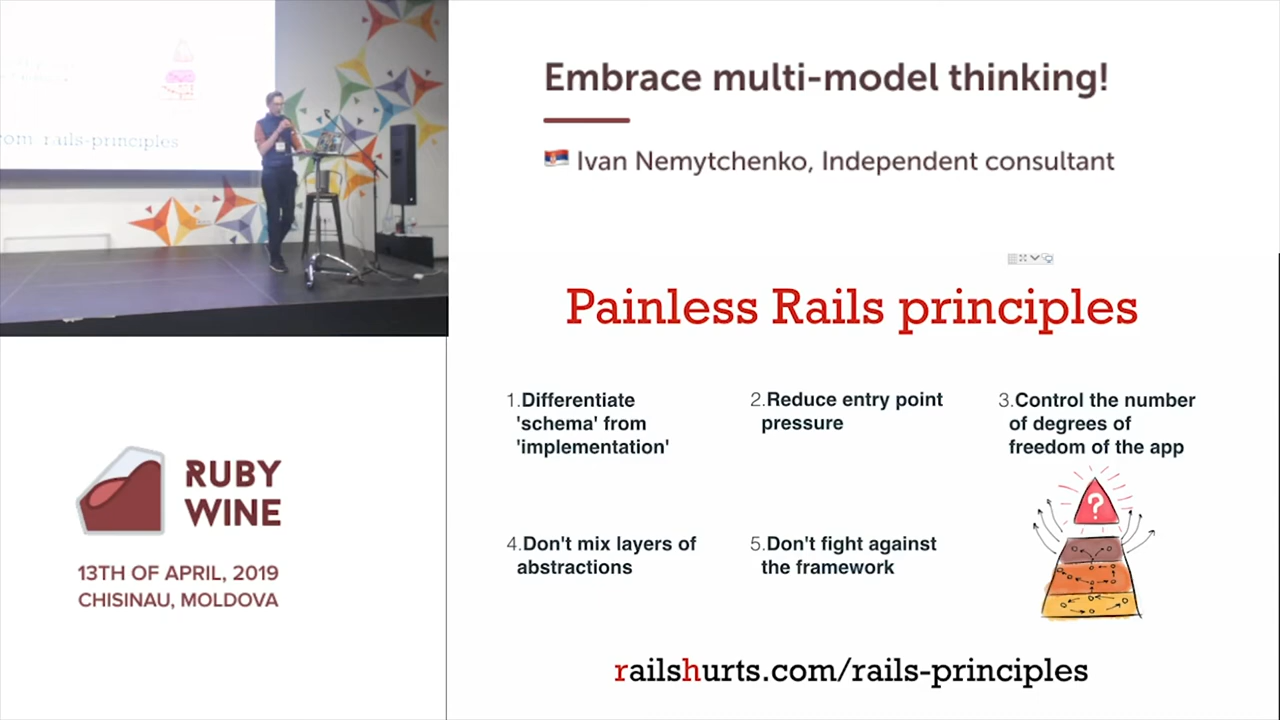 Embrace multi-model thinking!
🇷🇸 Ivan Nemytchenko, Independent consultant
Painless Rails principles
1.Differentiate
'schema' from
'implementation'
2.Reduce entry point
pressure
3.Control the number
of degrees of
freedom of the app
4.Don't mix layers of
abstractions
5.Don't fight against
the framework
?
railshurts.com/rails-principles
rails-principles
RUBY
WINE
13TH OF APRIL, 2019
CHISINAU, MOLDOVA